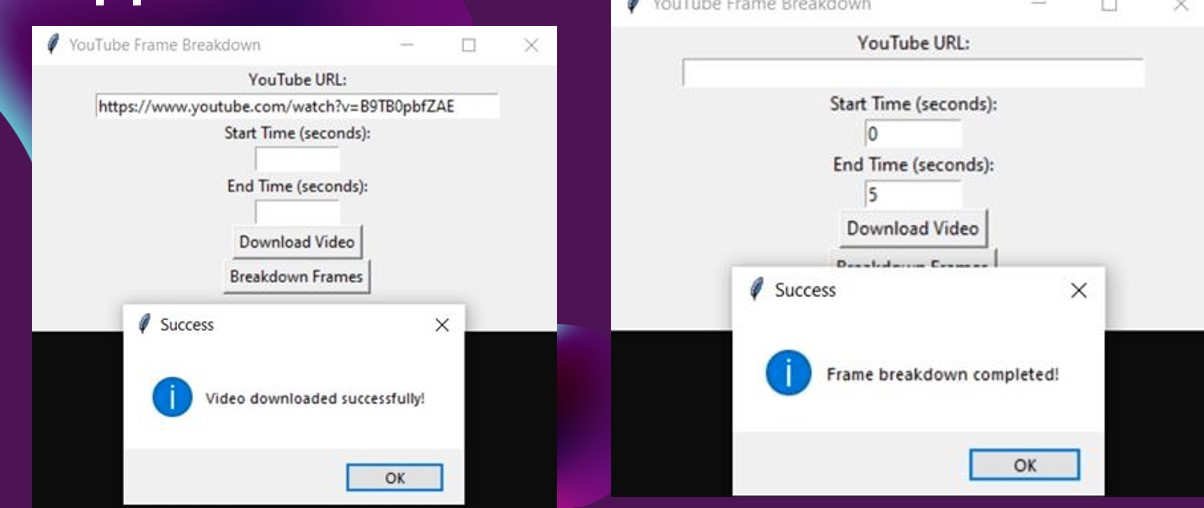 YouTube Frame Breakdown
YouTube URL:
https://www.youtube.com/watch?v=B9TB0pbfZAE
Start Time (seconds):
End Time (seconds):
Download Video
Breakdown Frames
Success
Video downloaded successfully!
OK
YouTube Frame Breakdown
YouTube URL:
Start Time (seconds):
0
End Time (seconds):
5
Download Video
Breakdown Frames
Success
Frame breakdown completed!
OK